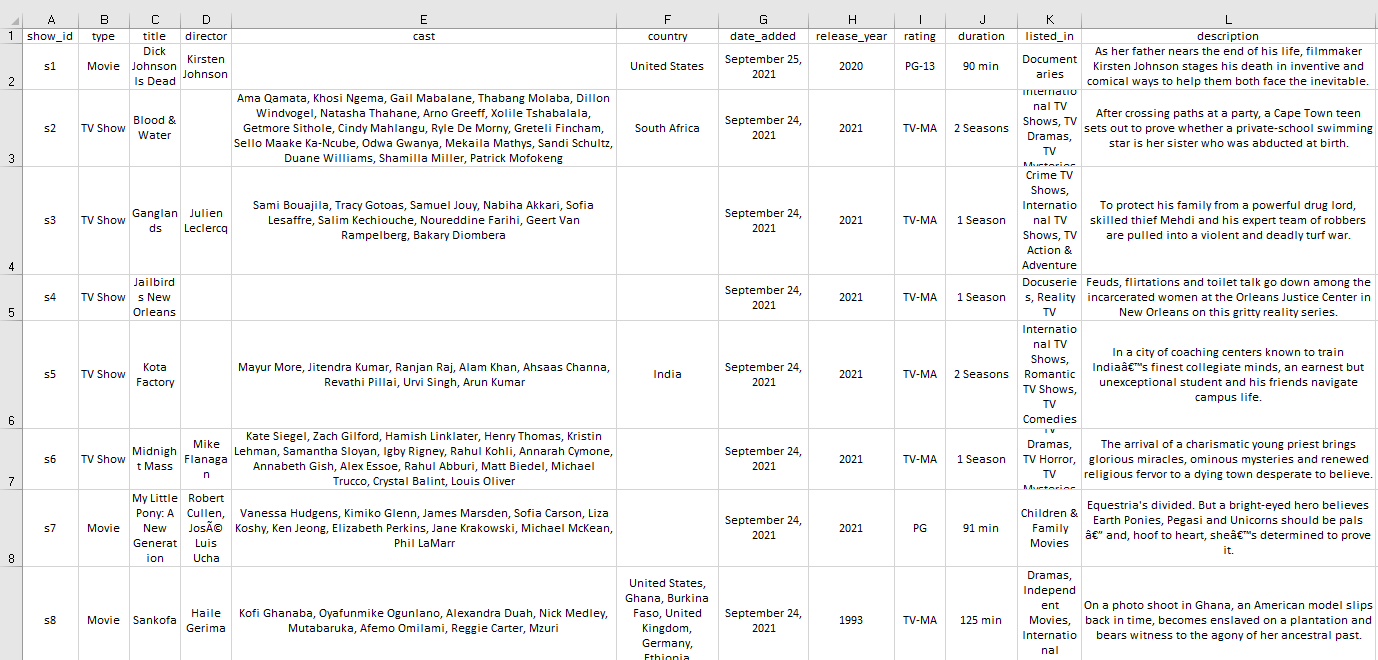 A B C D E F G H I J K L
1 show_id type title director cast country date_added release_year rating duration listed_in description
2
s1
Movie
Dick
Johnson
Is Dead
Kirsten
Johnson
United States
September 25,
2021
2020
PG-13
90 min
Document
aries
As her father nears the end of his life, filmmaker
Kirsten Johnson stages his death in inventive and
comical ways to help them both face the inevitable.
3
s2
TV Show
Blood &
Water
Ama Qamata, Khosi Ngema, Gail Mabalane, Thabang Molaba, Dillon
Windvogel, Natasha Thahane, Arno Greeff, Xolile Tshabalala,
Getmore Sithole, Cindy Mahlangu, Ryle De Morny, Greteli Fincham,
Sello Maake Ka-Ncube, Odwa Gwanya, Mekaila Mathys, Sandi Schultz,
Duane Williams, Shamilla Miller, Patrick Mofokeng
South Africa
September 24,
2021
2021
TV-MA
2 Seasons
Internatio
nal TV
Shows, TV
Dramas,
TV
Mysteries
After crossing paths at a party, a Cape Town teen
sets out to prove whether a private-school swimming
star is her sister who was abducted at birth.
4
s3
TV Show
Ganglan
ds
Julien
Leclercq
Sami Bouajila, Tracy Gotoas, Samuel Jouy, Nabiha Akkari, Sofia
Lesaffre, Salim Kechiouche, Noureddine Farihi, Geert Van
Rampelberg, Bakary Diombera
September 24,
2021
2021
TV-MA
1 Season
Crime TV
Shows,
Internatio
nal TV
Shows, TV
Action &
Adventure
To protect his family from a powerful drug lord,
skilled thief Mehdi and his expert team of robbers
are pulled into a violent and deadly turf war.
5
s4
TV Show
Jailbird
s New
Orleans
September 24,
2021
2021
TV-MA
1 Season
Docuserie
s, Reality
TV
Feuds, flirtations and toilet talk go down among the
incarcerated women at the Orleans Justice Center in
New Orleans on this gritty reality series.
6
s5
TV Show
Kota
Factory
Mayur More, Jitendra Kumar, Ranjan Raj, Alam Khan, Ahsaas Channa,
Revathi Pillai, Urvi Singh, Arun Kumar
India
September 24,
2021
2021
TV-MA
2 Seasons
Internatio
nal TV
Shows,
Romantic
TV Shows,
TV
Comedies
In a city of coaching centers known to train
Indiaâ€™s finest collegiate minds, an earnest but
unexceptional student and his friends navigate
campus life.
7
s6
TV Show
Midnigh
t Mass
Mike
Flanaga
n
Kate Siegel, Zach Gilford, Hamish Linklater, Henry Thomas, Kristin
Lehman, Samantha Sloyan, Igby Rigney, Rahul Kohli, Annarah Cymone,
Annabeth Gish, Alex Essoe, Rahul Abburi, Matt Biedel, Michael
Trucco, Crystal Balint, Louis Oliver
September 24,
2021
2021
TV-MA
1 Season
TV
Dramas,
TV Horror,
TV
Mysteries
The arrival of a charismatic young priest brings
glorious miracles, ominous mysteries and renewed
religious fervor to a dying town desperate to believe.
8
s7
Movie
My Little
Pony: A
New
Generat
ion
Robert
Cullen,
JosÃ©
Luis
Ucha
Vanessa Hudgens, Kimiko Glenn, James Marsden, Sofia Carson, Liza
Koshy, Ken Jeong, Elizabeth Perkins, Jane Krakowski, Michael McKean,
Phil LaMarr
September 24,
2021
2021
PG
91 min
Children &
Family
Movies
Equestria's divided. But a bright-eyed hero believes
Earth Ponies, Pegasi and Unicorns should be pals
â€” and, hoof to heart, sheâ€™s determined to prove
it.
s8
Movie
Sankofa
Haile
Gerima
Kofi Ghanaba, Oyafunmike Ogunlano, Alexandra Duah, Nick Medley,
Mutabaruka, Afemo Omilami, Reggie Carter, Mzuri
United States,
Ghana, Burkina
Faso, United
Kingdom,
Germany,
Ethiopia
September 24,
2021
1993
TV-MA
125 min
Dramas,
Independ
ent
Movies,
Internatio
nal
On a photo shoot in Ghana, an American model slips
back in time, becomes enslaved on a plantation and
bears witness to the agony of her ancestral past.